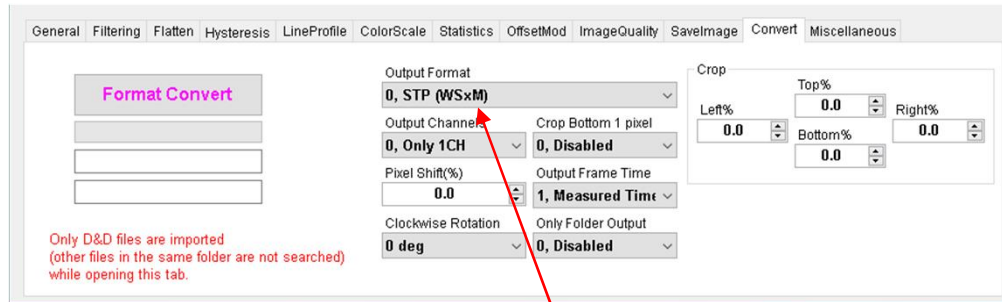 General Filtering Flatten Hysteresis LineProfile ColorScale Statistics OffsetMod ImageQuality SaveImage Convert Miscellaneous
Format Convert
Only D&D files are imported
(other files in the same folder are not searched)
while opening this tab.
Output Format
0, STP (WSxM)
Output Channels Crop Bottom 1 pixel
0, Only 1CH 0, Disabled
Pixel Shift(%) Output Frame Time
0.0 1, Measured Time
Clockwise Rotation Only Folder Output
0 deg 0, Disabled
Crop
Top%
0.0
Left% Right%
0.0 0.0
Bottom%
0.0